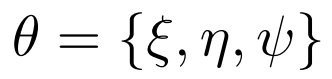 θ = {ξ, η, ψ}